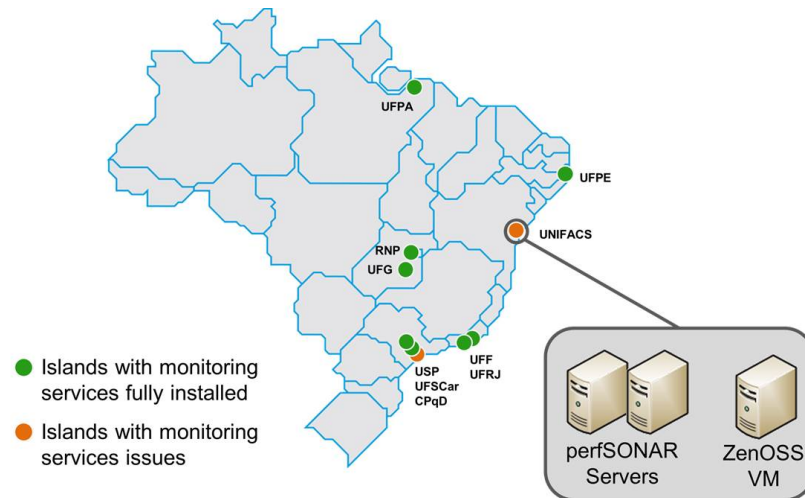 UFPA
UFPE
UNIFACS
RNP
UFG
UFF
UFRJ
USP
UFSCar
CPqD
Islands with monitoring
services fully installed
Islands with monitoring
services issues
perfSONAR
Servers
ZenOSS
VM